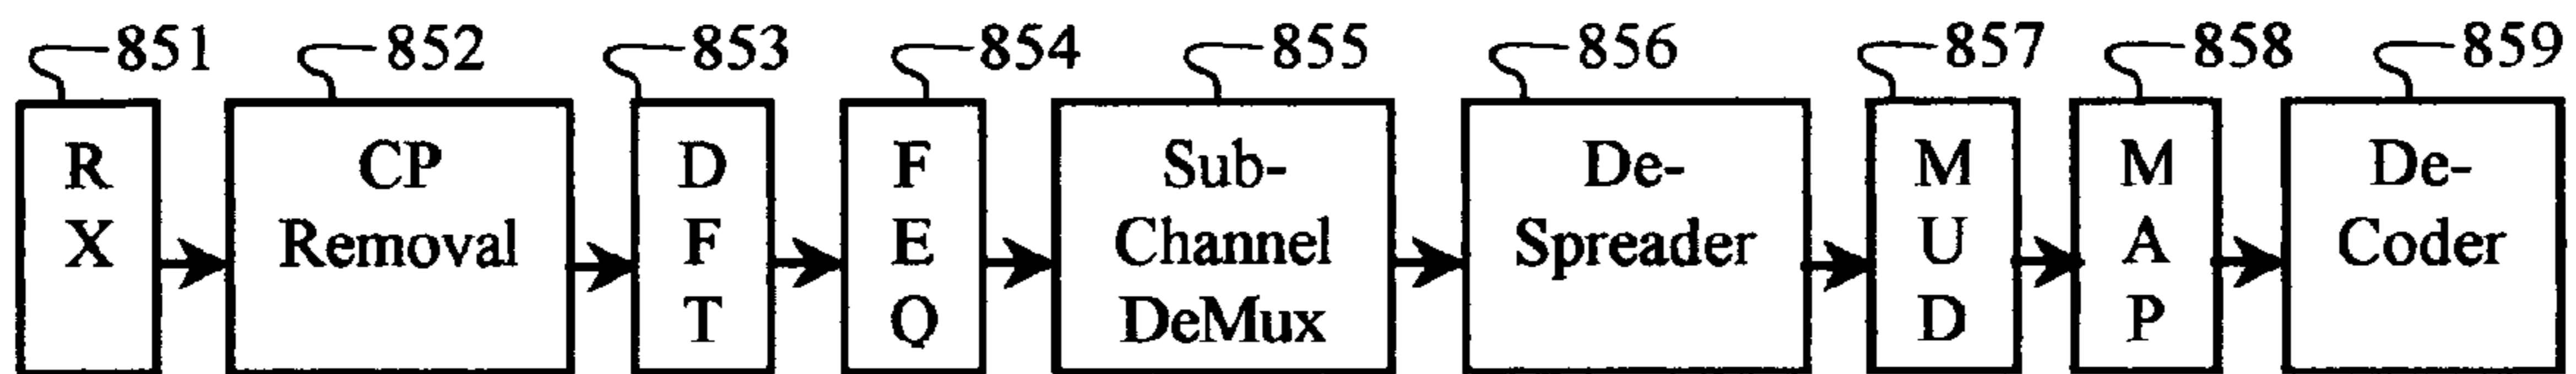 851 852 853 854 855 856 857 858 859
R
X
CP
Removal
D
F
T
F
E
Q
Sub-
Channel
DeMux
De-
Spreader
M
U
D
M
A
P
De-
Coder